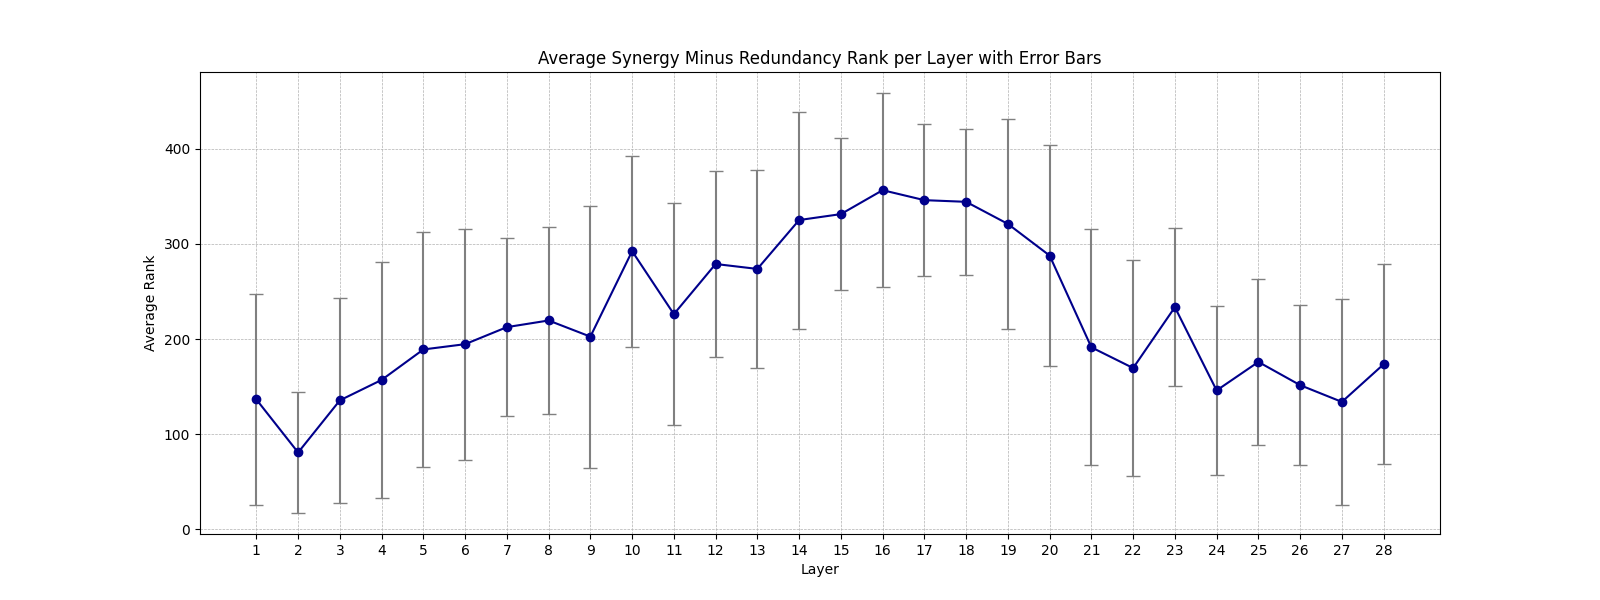 Average Synergy Minus Redundancy Rank per Layer with Error Bars
Average Rank
400
300
200
100
0
1 2 3 4 5 6 7 8 9 10 11 12 13 14 15 16 17 18 19 20 21 22 23 24 25 26 27 28
Layer